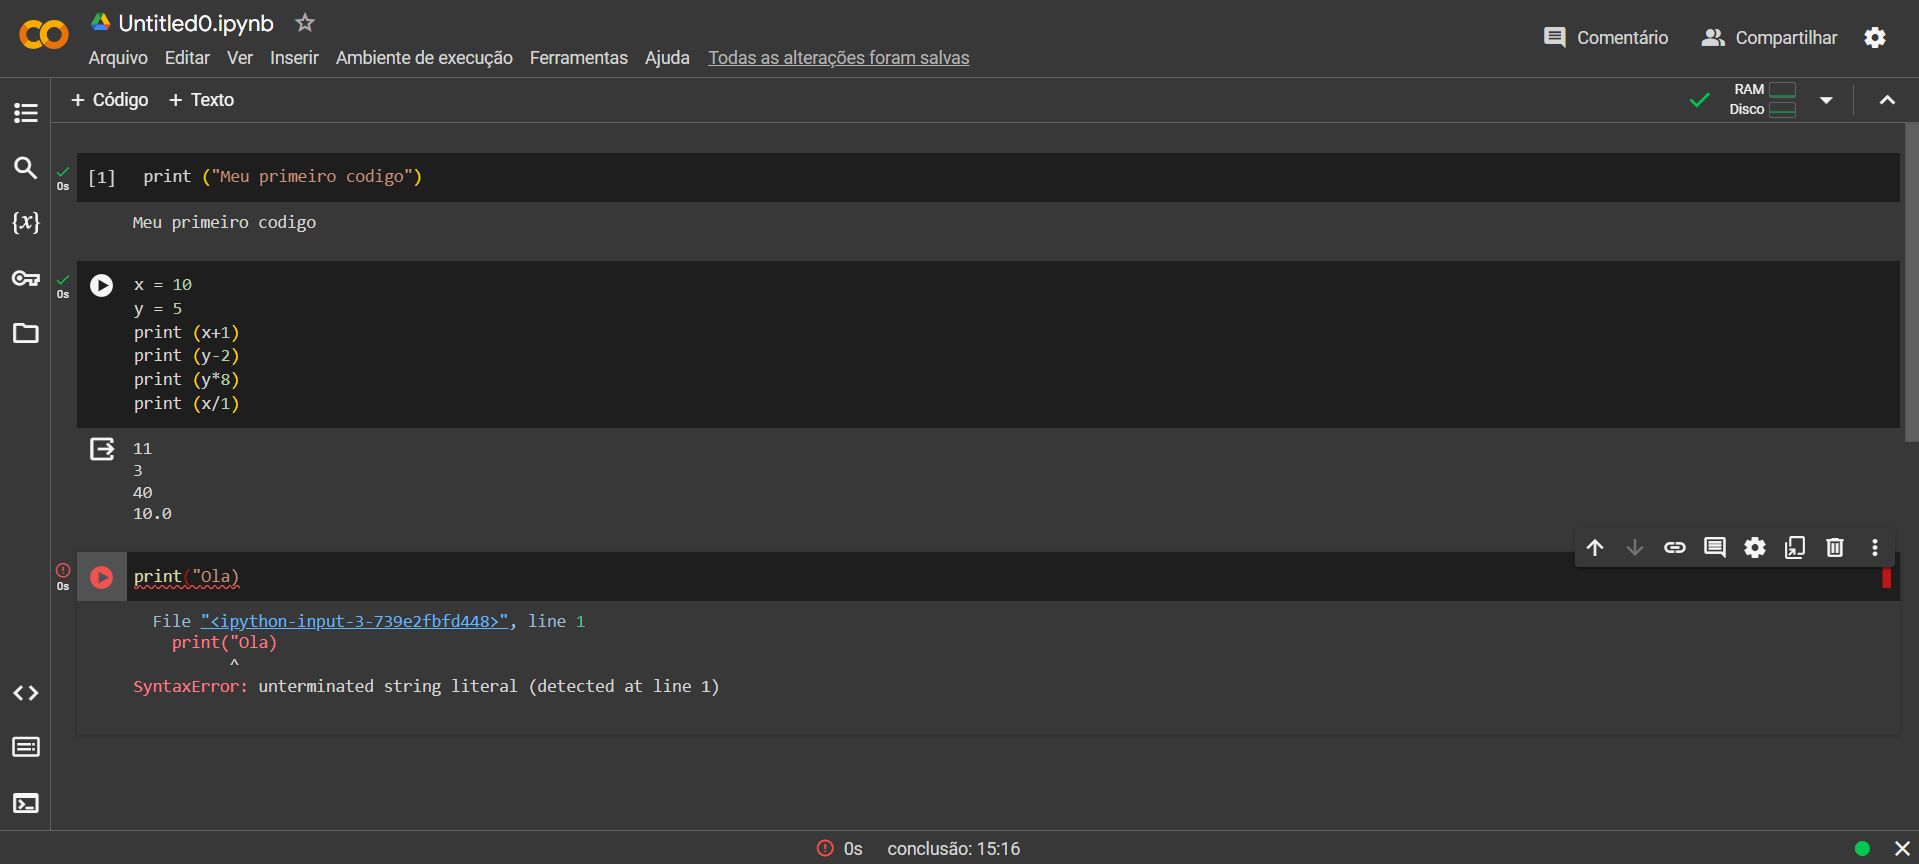 Untitled0.ipynb
Arquivo Editar Ver Inserir Ambiente de execução Ferramentas Ajuda Todas as alterações foram salvas
Comentário
Compartilhar
+ Código + Texto
RAM
Disco
0s
[1] print ("Meu primeiro codigo")
Meu primeiro codigo
0s
x = 10
y = 5
print (x+1)
print (y-2)
print (y*8)
print (x/1)
11
3
40
10.0
0s
print("Ola)
File "<ipython-input-3-739e2fbfd448>", line 1
print("Ola)
^
SyntaxError: unterminated string literal (detected at line 1)
0s conclusão: 15:16